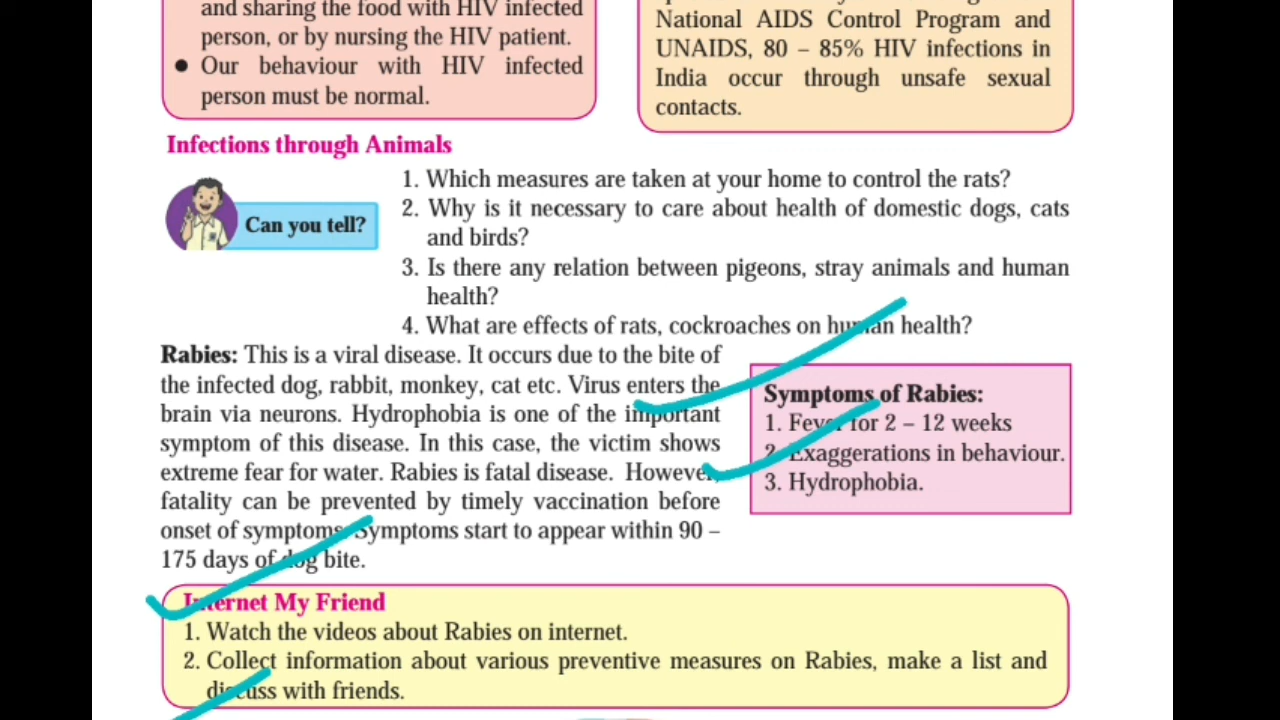 and sharing the food with HIV infected
person, or by nursing the HIV patient.
● Our behaviour with HIV infected
person must be normal.
National AIDS Control Program and
UNAIDS, 80 – 85% HIV infections in
India occur through unsafe sexual
contacts.
Infections through Animals
Can you tell?
1. Which measures are taken at your home to control the rats?
2. Why is it necessary to care about health of domestic dogs, cats
and birds?
3. Is there any relation between pigeons, stray animals and human
health?
4. What are effects of rats, cockroaches on human health?
Rabies: This is a viral disease. It occurs due to the bite of
the infected dog, rabbit, monkey, cat etc. Virus enters the
brain via neurons. Hydrophobia is one of the important
symptom of this disease. In this case, the victim shows
extreme fear for water. Rabies is fatal disease. However,
fatality can be prevented by timely vaccination before
onset of symptoms. Symptoms start to appear within 90 –
175 days of dog bite.
Symptoms of Rabies:
1. Fever for 2 – 12 weeks
2. Exaggerations in behaviour.
3. Hydrophobia.
Internet My Friend
1. Watch the videos about Rabies on internet.
2. Collect information about various preventive measures on Rabies, make a list and
discuss with friends.